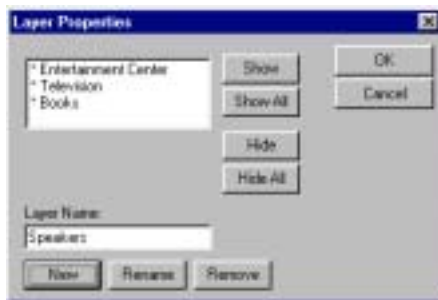 Layer Properties
* Entertainment Center
* Television
* Books
Show
Show All
Hide
Hide All
OK
Cancel
Layer Name:
Speakers
New
Rename
Remove